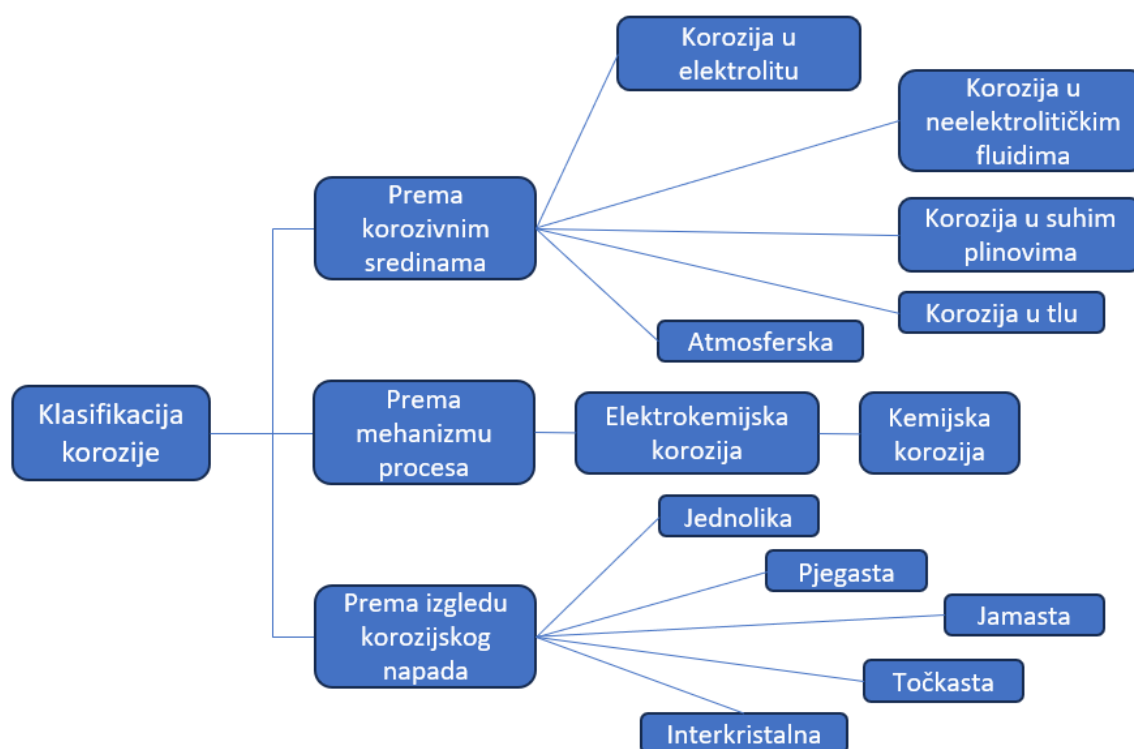 Klasifikacija
korozije
Prema
korozivnim
sredinama
Korozija u
elektrolitu
Korozija u
neelektrolitičkim
fluidima
Korozija u suhim
plinovima
Korozija u tlu
Atmosferska
Prema
mehanizmu
procesa
Elektrokemijska
korozija
Kemijska
korozija
Prema izgledu
korozijskog
napada
Jednolika
Pjegasta
Jamasta
Točkasta
Interkristalna